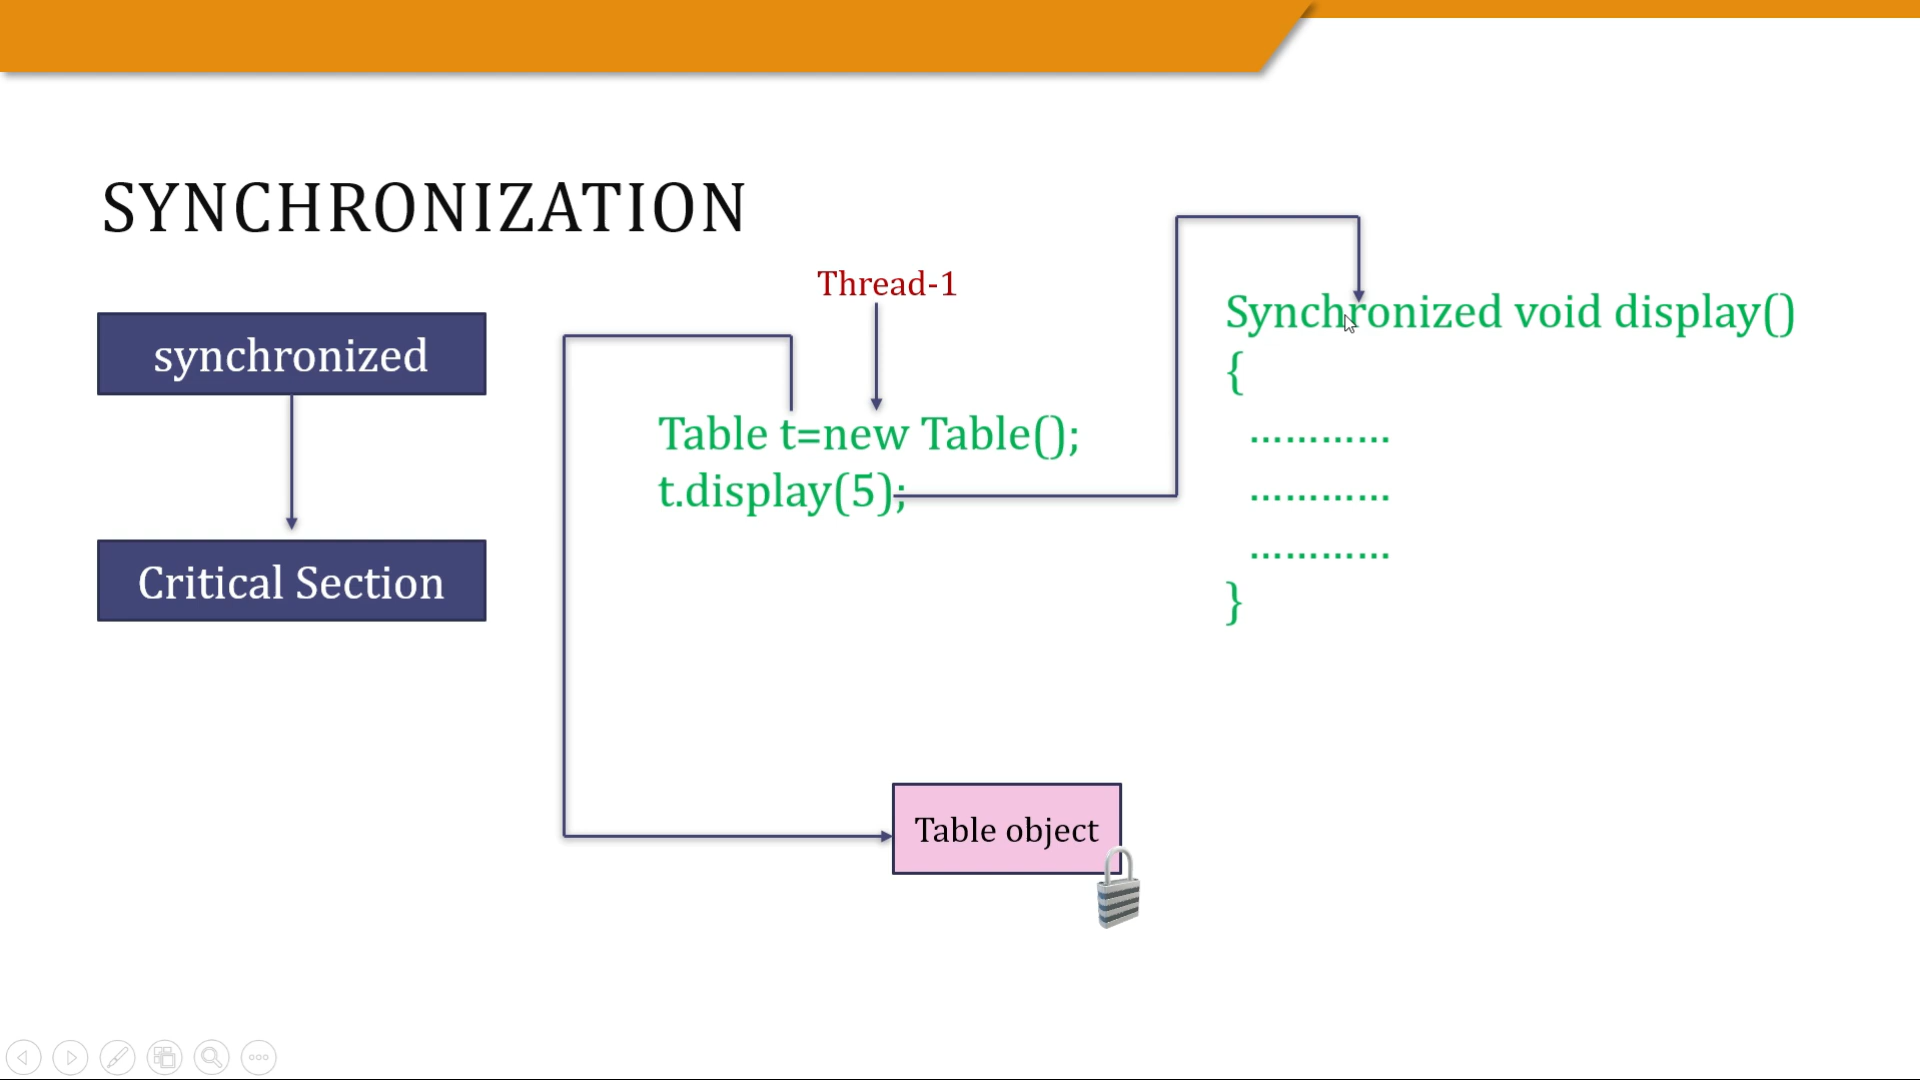 SYNCHRONIZATION
synchronized
Critical Section
Thread-1
Table t=new Table();
t.display(5);
Synchronized void display()
{
............
............
............
}
Table object